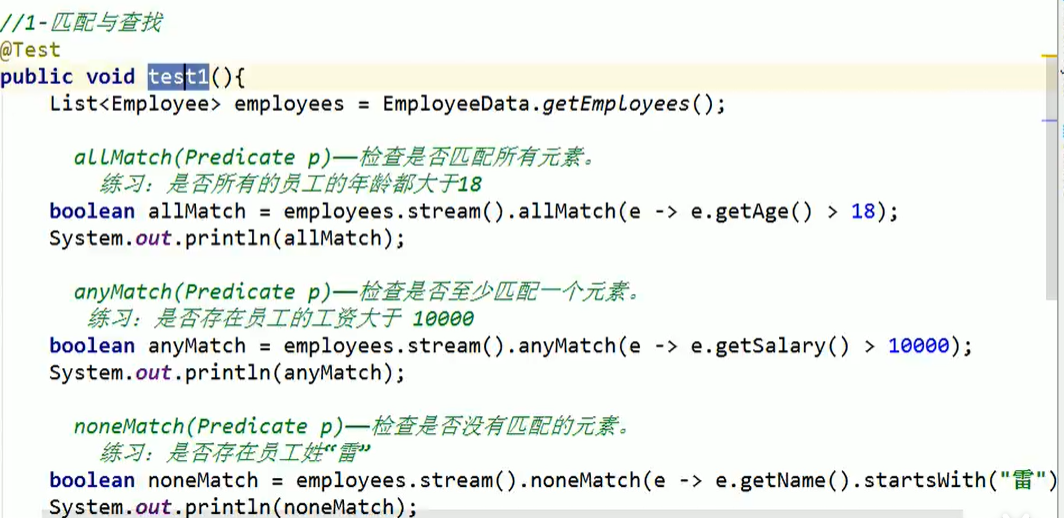 //1-匹配与查找
@Test
public void test1(){
List<Employee> employees = EmployeeData.getEmployees();
allMatch(Predicate p)—检查是否匹配所有元素。
练习：是否所有的员工的年龄都大于18
boolean allMatch = employees.stream().allMatch(e -> e.getAge() > 18);
System.out.println(allMatch);
anyMatch(Predicate p)—检查是否至少匹配一个元素。
练习：是否存在员工的工资大于 10000
boolean anyMatch = employees.stream().anyMatch(e -> e.getSalary() > 10000);
System.out.println(anyMatch);
noneMatch(Predicate p)—检查是否没有匹配的元素。
练习：是否存在员工姓“雷”
boolean noneMatch = employees.stream().noneMatch(e -> e.getName().startsWith("雷")
System.out.println(noneMatch);